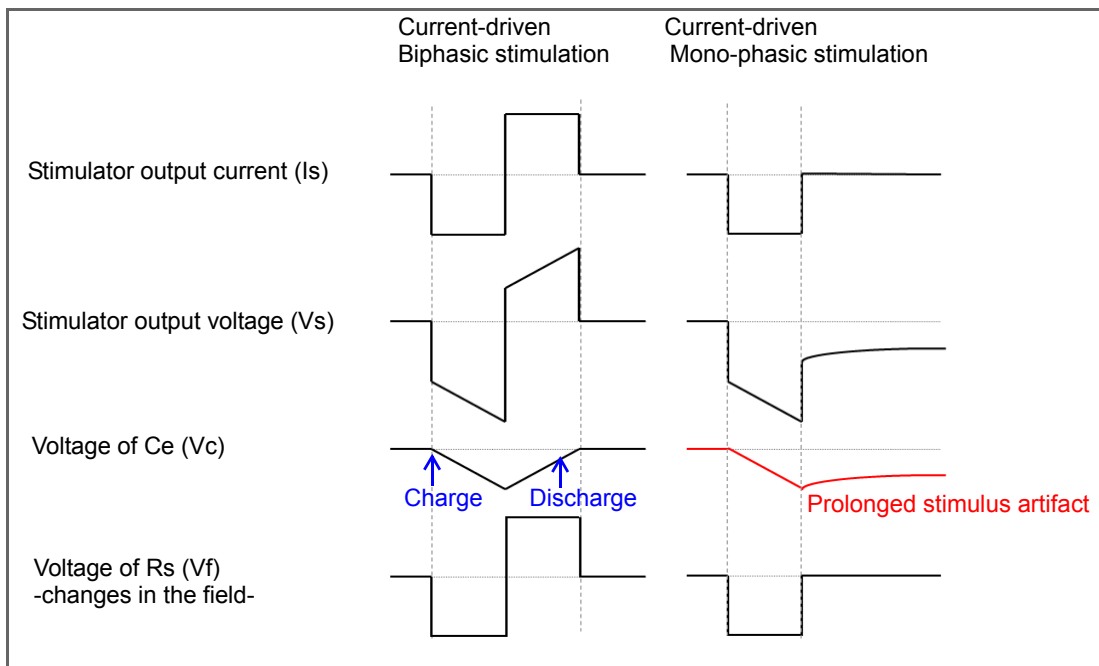 Current-driven
Biphasic stimulation
Current-driven
Mono-phasic stimulation
Stimulator output current (Is)
Stimulator output voltage (Vs)
Voltage of Ce (Vc)
Charge
Discharge
Prolonged stimulus artifact
Voltage of Rs (Vf)
-changes in the field-